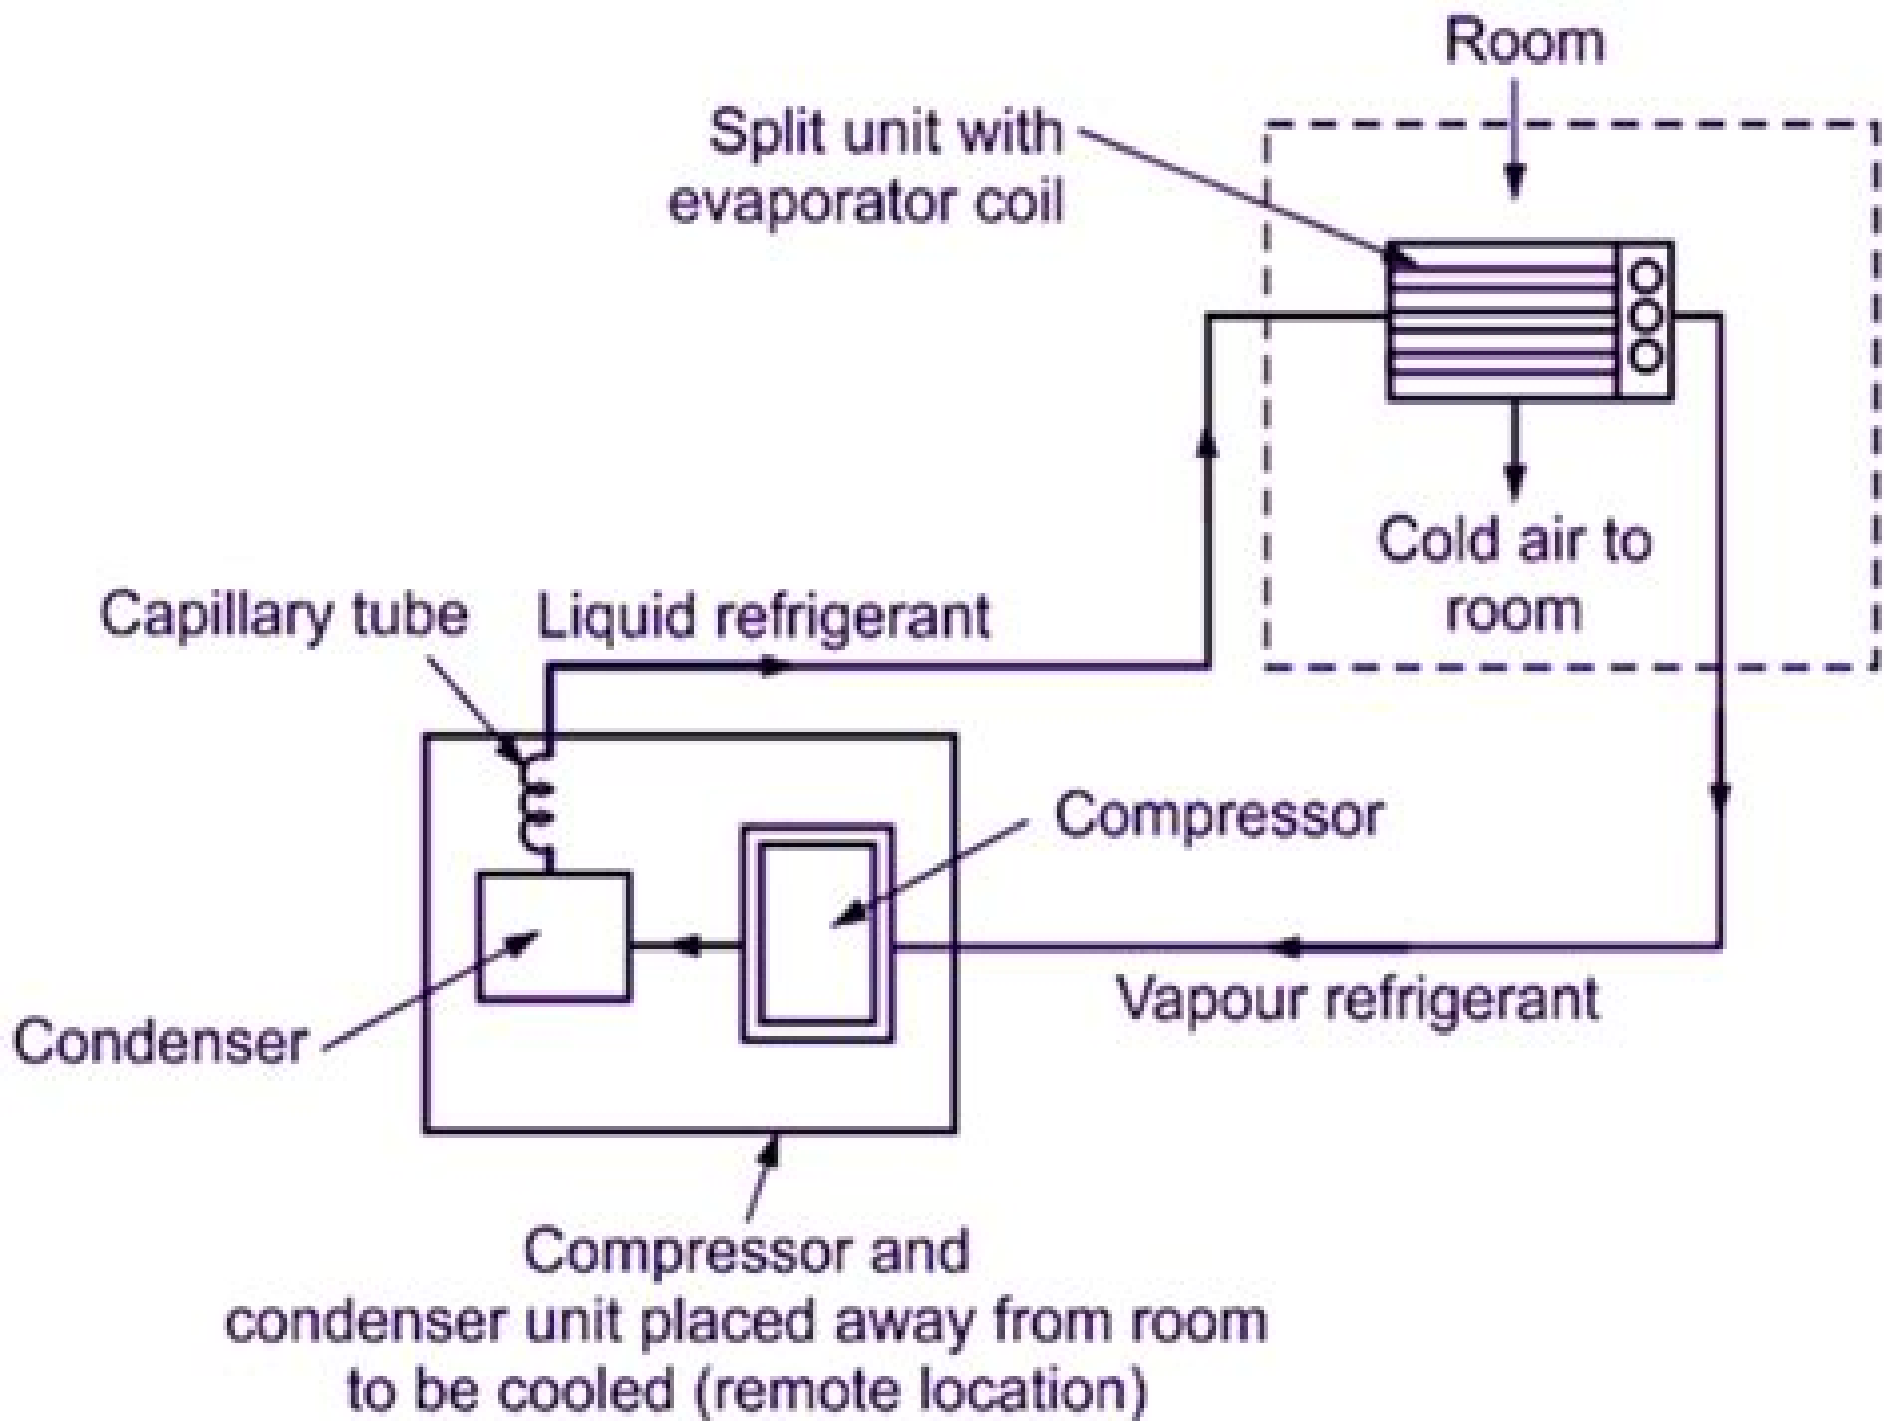 Room
Split unit with
evaporator coil
Cold air to
room
Capillary tube
Liquid refrigerant
Compressor
Vapour refrigerant
Condenser
Compressor and
condenser unit placed away from room
to be cooled (remote location)